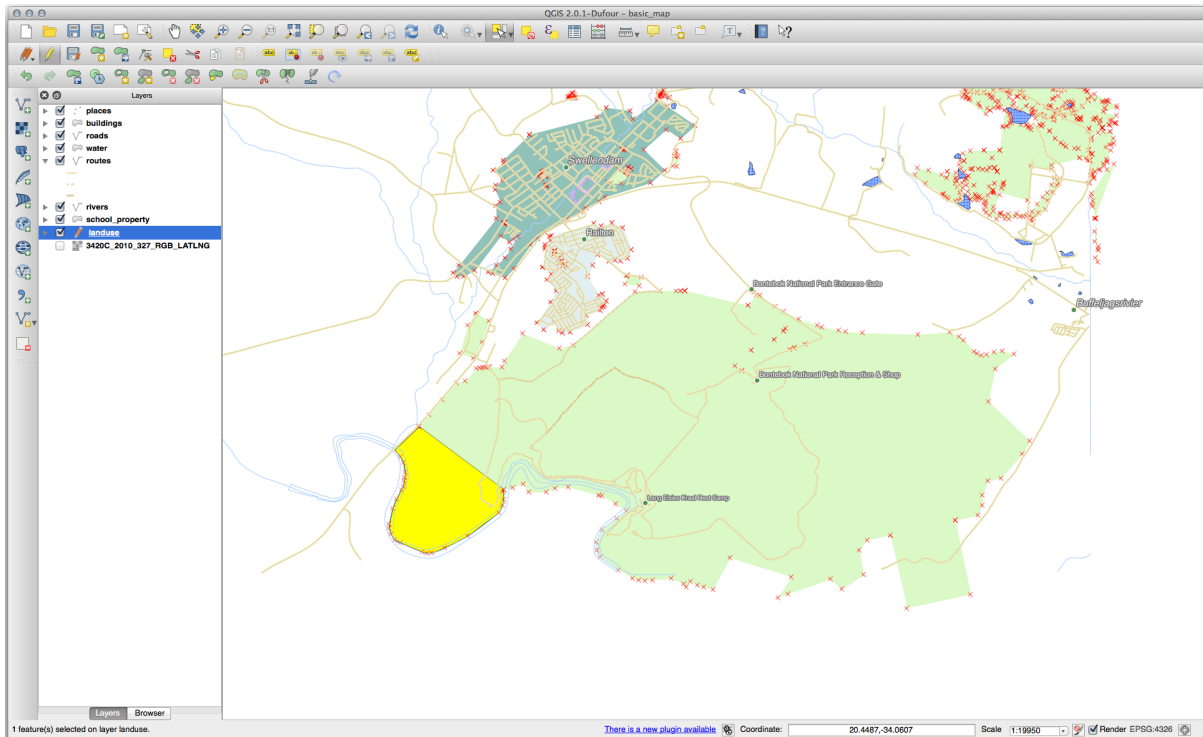 QGIS 2.0.1-Dufour - basic_map
Layers
places
buildings
roads
water
routes
rivers
school_property
landuse
3420C_2010_327_RGB_LATLNG
Swellendam
Railton
Bontebok National Park Entrance Gate
Buffeljagsrivier
Bontebok National Park Reception & Shop
Lang Elsies Kraal Rest Camp
Layers
Browser
1 feature(s) selected on layer landuse.
There is a new plugin available
Coordinate:
20.4487,-34.0607
Scale
1:19950
Render
EPSG:4326